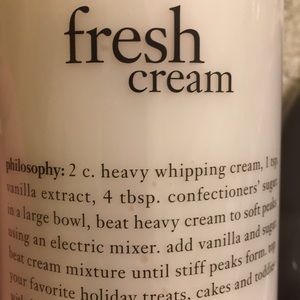 fresh
cream
philosophy: 2 c. heavy whipping cream, 1 tsp.
vanilla extract, 4 tbsp. confectioners' sugar.
in a large bowl, beat heavy cream to soft peaks
using an electric mixer. add vanilla and sugar.
beat cream mixture until stiff peaks form. top
your favorite holiday treats, cakes and